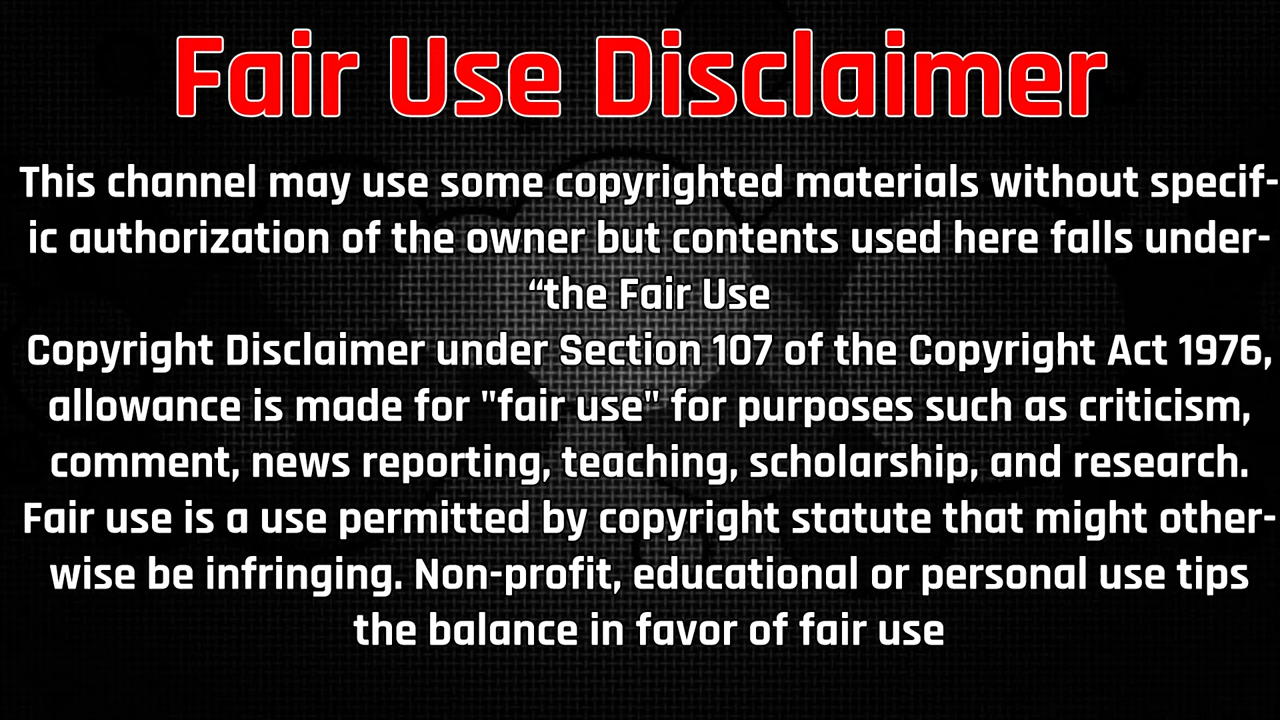 Fair Use Disclaimer
This channel may use some copyrighted materials without specif-
ic authorization of the owner but contents used here falls under-
“the Fair Use
Copyright Disclaimer under Section 107 of the Copyright Act 1976,
allowance is made for "fair use" for purposes such as criticism,
comment, news reporting, teaching, scholarship, and research.
Fair use is a use permitted by copyright statute that might other-
wise be infringing. Non-profit, educational or personal use tips
the balance in favor of fair use